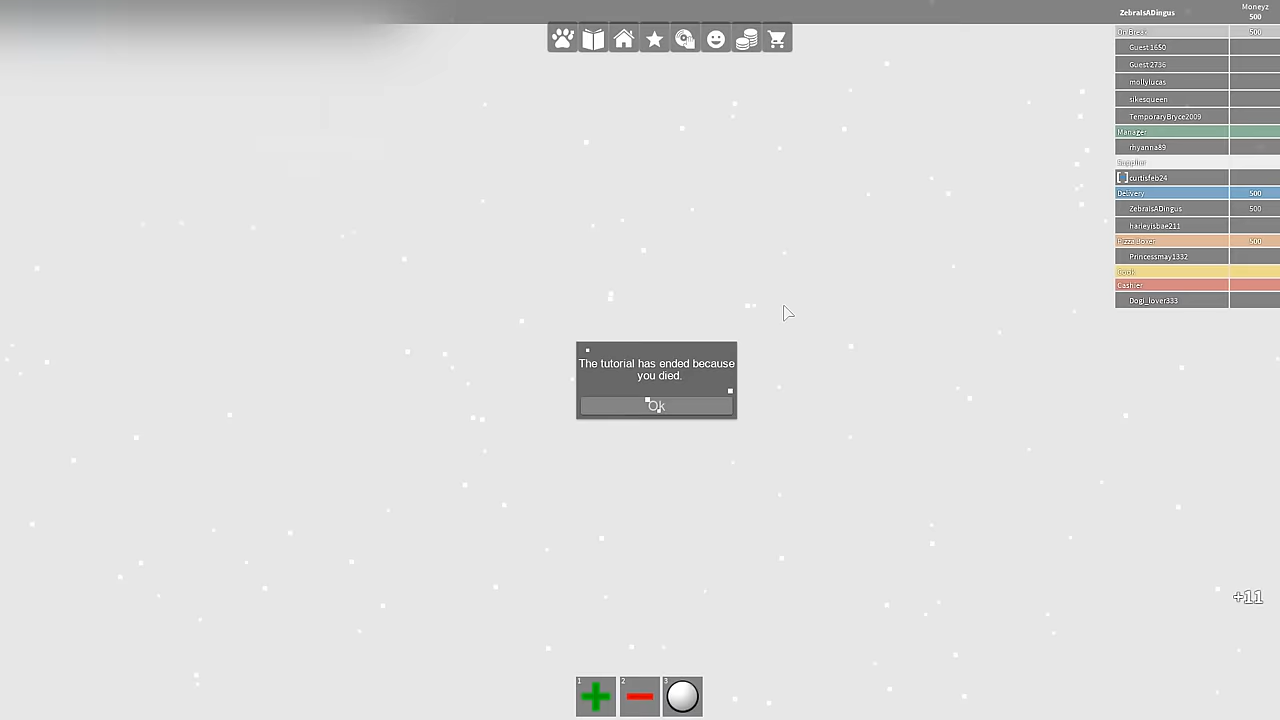 ZebraIsADingus
Moneyz
500
On Break 500
Guest1650
Guest2736
mollylucas
sikesqueen
TemporaryBryce2009
Manager
rhyanna89
Supplier
curtisfeb24
Delivery 500
ZebraIsADingus 500
harleyisbae211
Pizza Boxer 500
Princessmay1332
Cook
Cashier
Dogi_lover333
The tutorial has ended because
you died.
Ok
+11
1 2 3